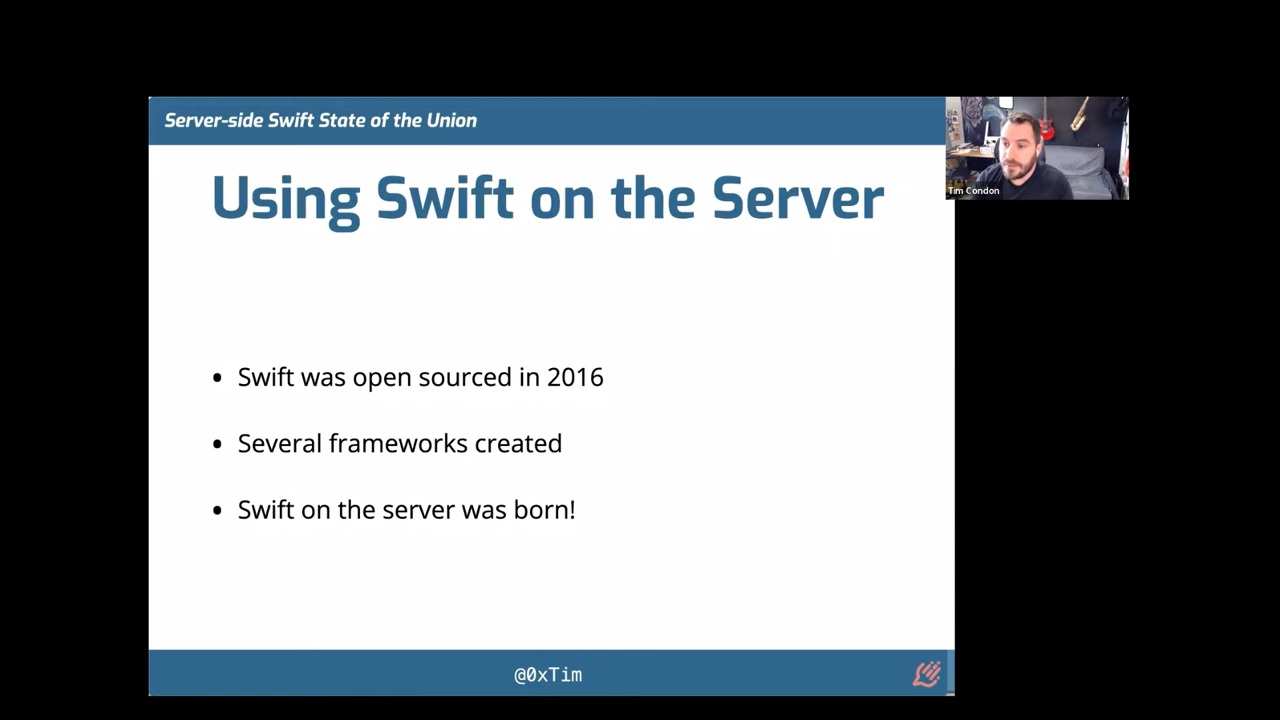 Server-side Swift State of the Union
Using Swift on the Server
Tim Condon
• Swift was open sourced in 2016
• Several frameworks created
• Swift on the server was born!
@0xTim